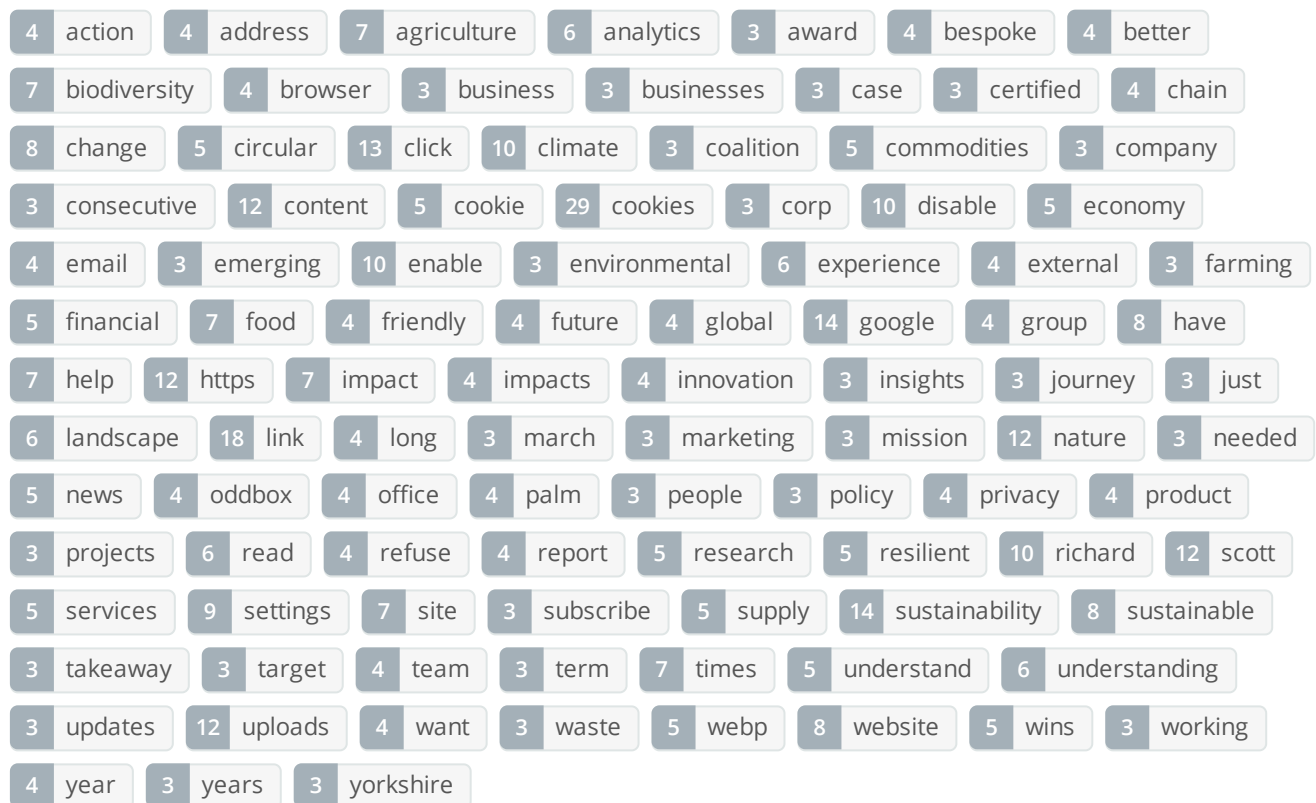 4 action 4 address 7 agriculture 6 analytics 3 award 4 bespoke 4 better
7 biodiversity 4 browser 3 business 3 businesses 3 case 3 certified 4 chain
8 change 5 circular 13 click 10 climate 3 coalition 5 commodities 3 company
3 consecutive 12 content 5 cookie 29 cookies 3 corp 10 disable 5 economy
4 email 3 emerging 10 enable 3 environmental 6 experience 4 external 3 farming
5 financial 7 food 4 friendly 4 future 4 global 14 google 4 group 8 have
7 help 12 https 7 impact 4 impacts 4 innovation 3 insights 3 journey 3 just
6 landscape 18 link 4 long 3 march 3 marketing 3 mission 12 nature 3 needed
5 news 4 oddbox 4 office 4 palm 3 people 3 policy 4 privacy 4 product
3 projects 6 read 4 refuse 4 report 5 research 5 resilient 10 richard 12 scott
5 services 9 settings 7 site 3 subscribe 5 supply 14 sustainability 8 sustainable
3 takeaway 3 target 4 team 3 term 7 times 5 understand 6 understanding
3 updates 12 uploads 4 want 3 waste 5 webp 8 website 5 wins 3 working
4 year 3 years 3 yorkshire